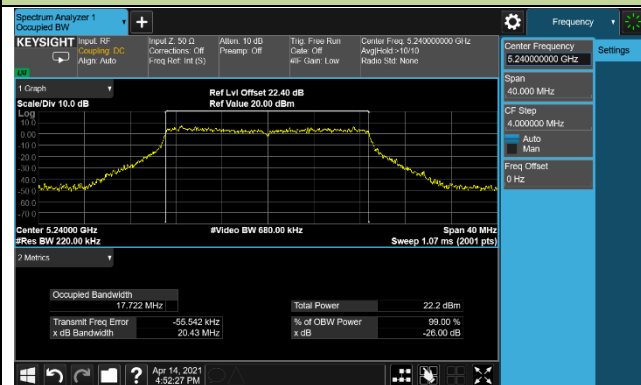 Spectrum Analyzer 1
Occupied BW
+
Frequency
KEYSIGHT
Input: RF
Coupling: DC
Align: Auto
Input Z: 50 Ω
Corrections: Off
Freq Ref: Int (S)
Atten: 10 dB
Preamp: Off
Trig: Free Run
Gate: Off
#IF Gain: Low
Center Freq: 5.240000000 GHz
Avg|Hold:>10/10
Radio Std: None
LW
1 Graph
Scale/Div 10.0 dB
Ref Lvl Offset 22.40 dB
Ref Value 20.00 dBm
Log
10.0
0.00
-10.0
-20.0
-30.0
-40.0
-50.0
-60.0
-70.0
Center 5.24000 GHz
#Video BW 680.00 kHz
Span 40 MHz
#Res BW 220.00 kHz
Sweep 1.07 ms (2001 pts)
2 Metrics
Occupied Bandwidth
17.722 MHz
Total Power
22.2 dBm
Transmit Freq Error
-55.542 kHz
% of OBW Power
99.00 %
x dB Bandwidth
20.43 MHz
x dB
-26.00 dB
Center Frequency
5.240000000 GHz
Settings
Span
40.000 MHz
CF Step
4.000000 MHz
Auto
Man
Freq Offset
0 Hz
?
Apr 14, 2021
4:52:27 PM